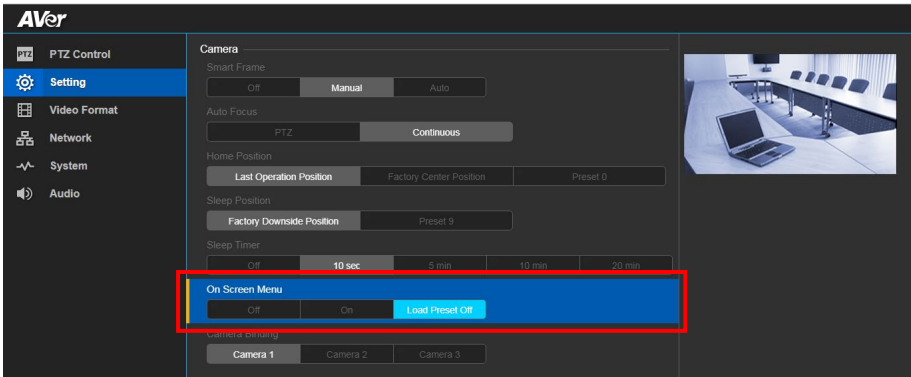 AVer
PTZ PTZ Control
Setting
Video Format
Network
System
Audio
Camera
Smart Frame
Off Manual Auto
Auto Focus
PTZ Continuous
Home Position
Last Operation Position Factory Center Position Preset 0
Sleep Position
Factory Downside Position Preset 9
Sleep Timer
Off 10 sec 5 min 10 min 20 min
On Screen Menu
Off On Load Preset Off
Camera Binding
Camera 1 Camera 2 Camera 3